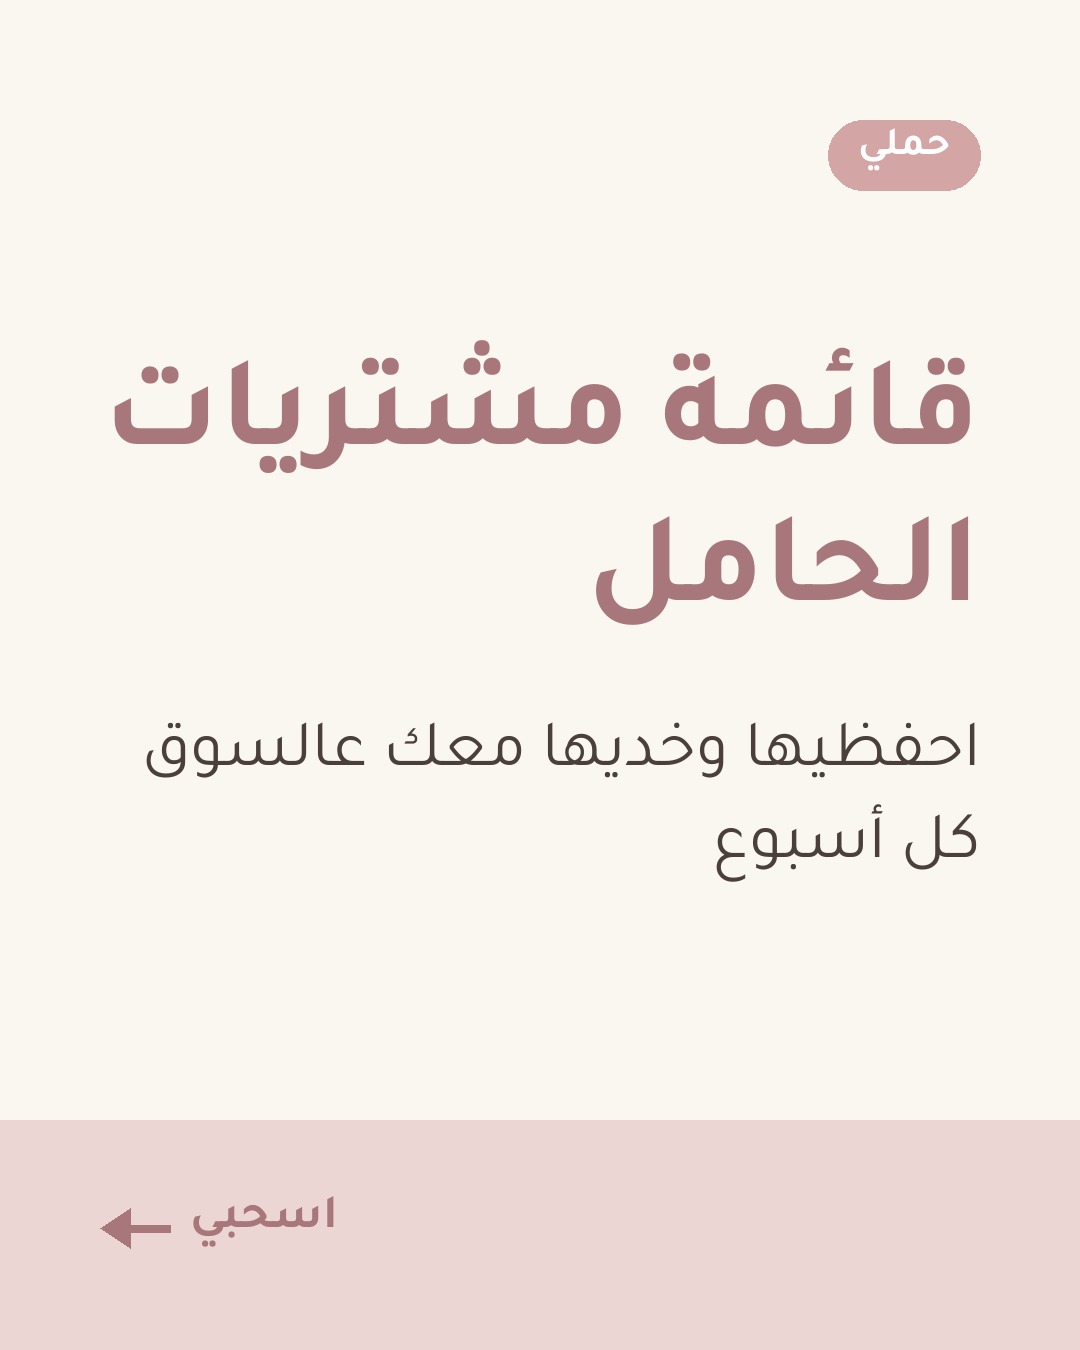 حملي
قائمة مشتريات
الحامل
احفظيها وخديها معك عالسوق
كل أسبوع
اسحبي